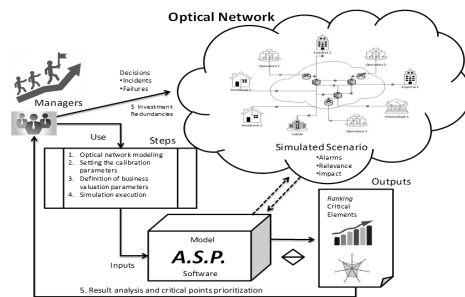 Optical Network
Managers
Decisions
•Incidents
•Failures
$ Investment
Redundancies
Use
Steps
1. Optical network modeling
2. Setting the calibration
parameters
3. Definition of business
valuation parameters
4. Simulation execution
Simulated Scenario
•Alarms
•Relevance
•Impact
Outputs
Ranking
Critical
Elements
Inputs
Model
A.S.P.
Software
5. Result analysis and critical points prioritization